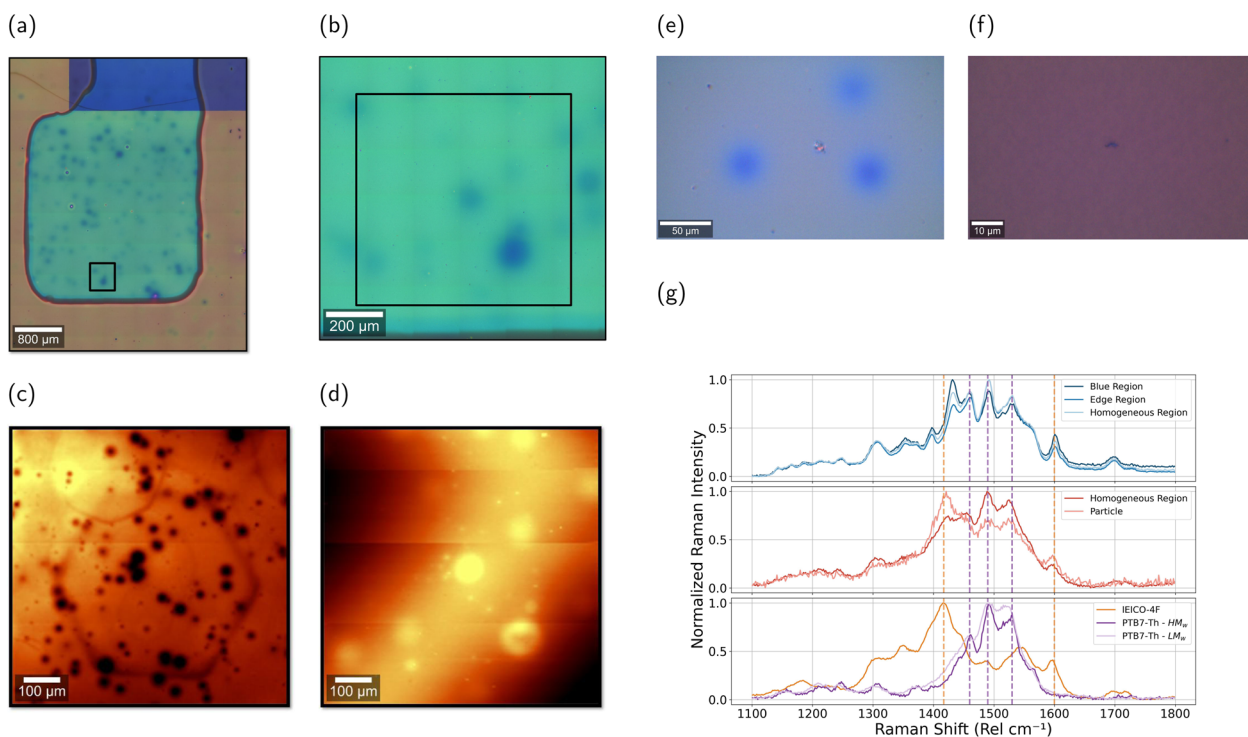 (a)
(b)
(e)
(f)
800 µm
200 µm
50 µm
10 µm
(c)
(d)
(g)
100 µm
100 µm
Normalized Raman Intensity
1.0
0.5
0.0
Blue Region
Edge Region
Homogeneous Region
1.0
0.5
0.0
Homogeneous Region
Particle
1.0
0.5
0.0
IEICO-4F
PTB7-Th - HMw
PTB7-Th - LMw
1100 1200 1300 1400 1500 1600 1700 1800
Raman Shift (Rel cm⁻¹)